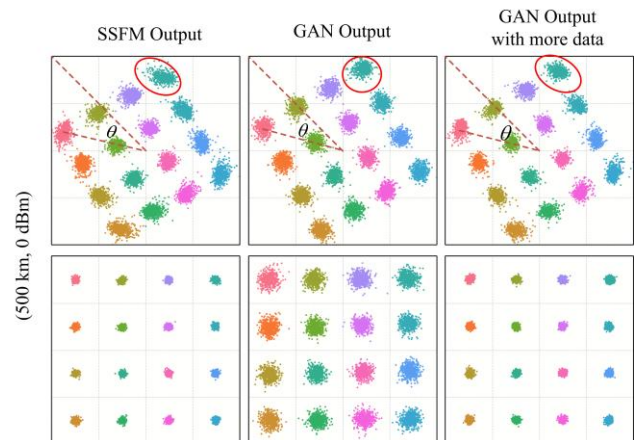 SSFM Output
GAN Output
GAN Output
with more data
θ
θ
θ
(500 km, 0 dBm)